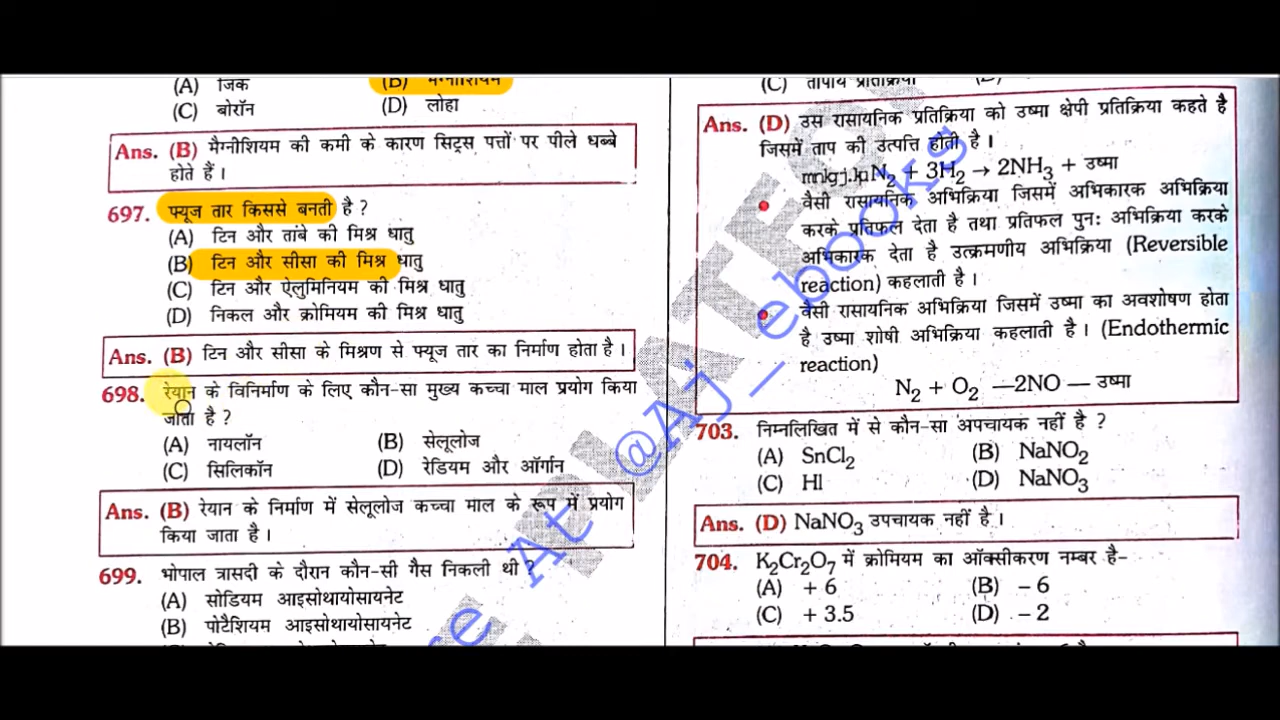 (A) जिंक (B) मैग्नीशियम
(C) बोरॉन (D) लोहा
Ans. (B) मैग्नीशियम की कमी के कारण सिट्रस पत्तों पर पीले धब्बे
होते हैं।
697. फ्यूज तार किससे बनती है ?
(A) टिन और तांबे की मिश्र धातु
(B) टिन और सीसा की मिश्र धातु
(C) टिन और ऐलुमिनियम की मिश्र धातु
(D) निकल और क्रोमियम की मिश्र धातु
Ans. (B) टिन और सीसा के मिश्रण से फ्यूज तार का निर्माण होता है।
698. रेयान के विनिर्माण के लिए कौन-सा मुख्य कच्चा माल प्रयोग किया
जाता है ?
(A) नायलॉन (B) सेलूलोज
(C) सिलिकॉन (D) रेडियम और ऑर्गान
Ans. (B) रेयान के निर्माण में सेलूलोज कच्चा माल के रूप में प्रयोग
किया जाता है।
699. भोपाल त्रासदी के दौरान कौन-सी गैस निकली थी ?
(A) सोडियम आइसोथायोसायनेट
(B) पोटैशियम आइसोथायोसायनेट
(C) तापीय प्रतिक्रिया
Ans. (D) उस रासायनिक प्रतिक्रिया को उष्मा क्षेपी प्रतिक्रिया कहते है
जिसमें ताप की उत्पत्ति होती है।
N₂ + 3H₂ → 2NH₃ + उष्मा
वैसी रासायनिक अभिक्रिया जिसमें अभिकारक अभिक्रिया
करके प्रतिफल देता है तथा प्रतिफल पुनः अभिक्रिया करके
अभिकारक देता है उत्क्रमणीय अभिक्रिया (Reversible
reaction) कहलाती है।
वैसी रासायनिक अभिक्रिया जिसमें उष्मा का अवशोषण होता
है उष्मा शोषी अभिक्रिया कहलाती है। (Endothermic
reaction)
N₂ + O₂ —2NO — उष्मा
703. निम्नलिखित में से कौन-सा अपचायक नहीं है ?
(A) SnCl₂ (B) NaNO₂
(C) HI (D) NaNO₃
Ans. (D) NaNO₃ उपचायक नहीं है।
704. K₂Cr₂O₇ में क्रोमियम का ऑक्सीकरण नम्बर है–
(A) + 6 (B) – 6
(C) + 3.5 (D) – 2
At @Aj_ebooks